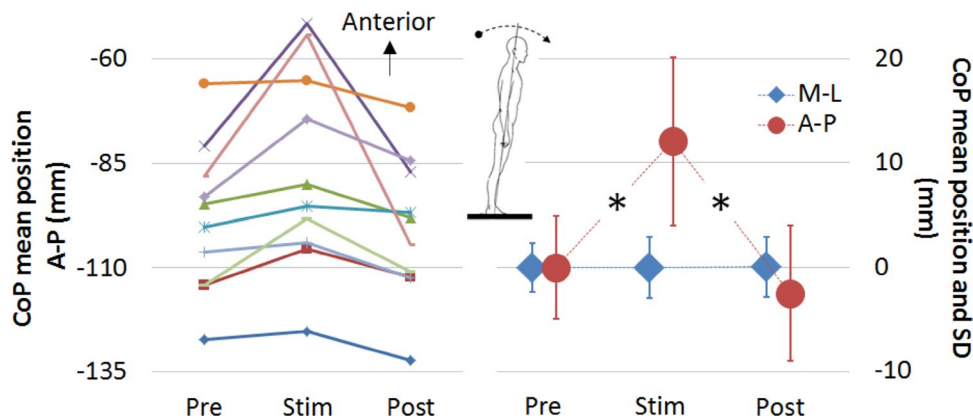 Anterior
-60
-85
-110
-135
CoP mean position
A-P (mm)
Pre Stim Post
M-L
A-P
* *
20
10
0
-10
CoP mean position and SD
(mm)
Pre Stim Post